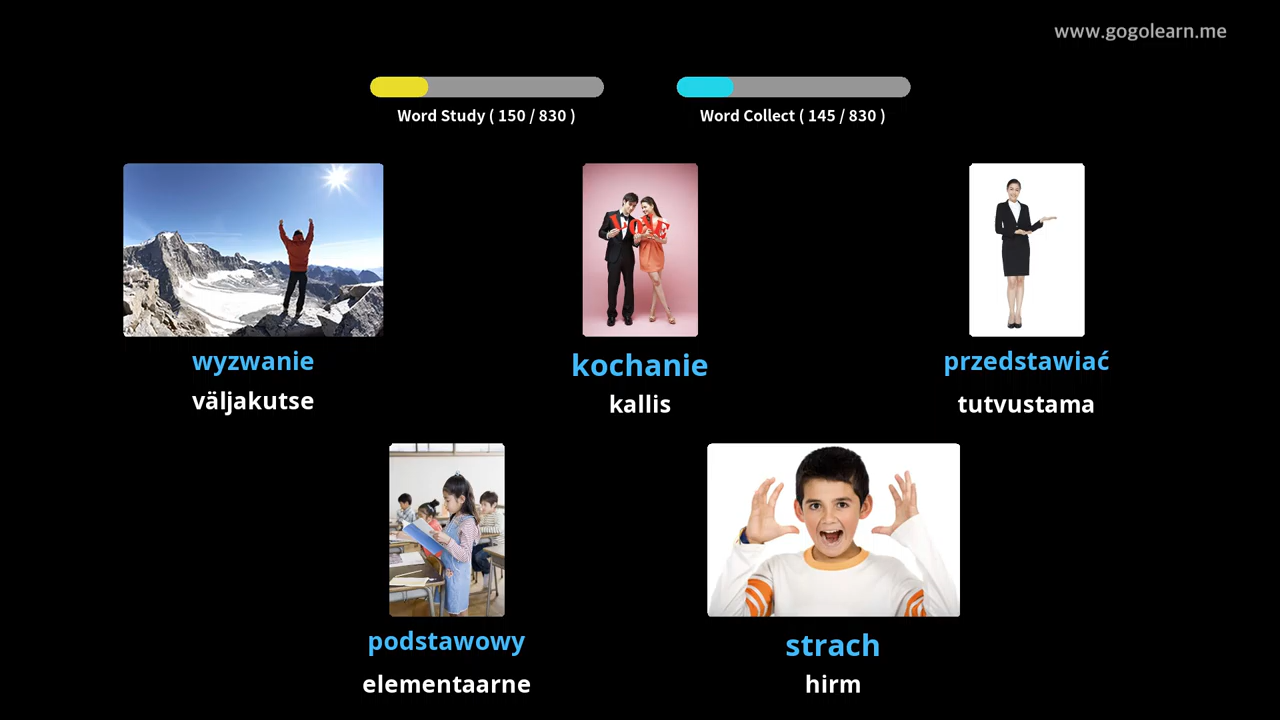 www.gogolearn.me
Word Study ( 150 / 830 )
Word Collect ( 145 / 830 )
LOVE
wyzwanie
kochanie
przedstawiać
väljakutse
kallis
tutvustama
podstawowy
strach
elementaarne
hirm